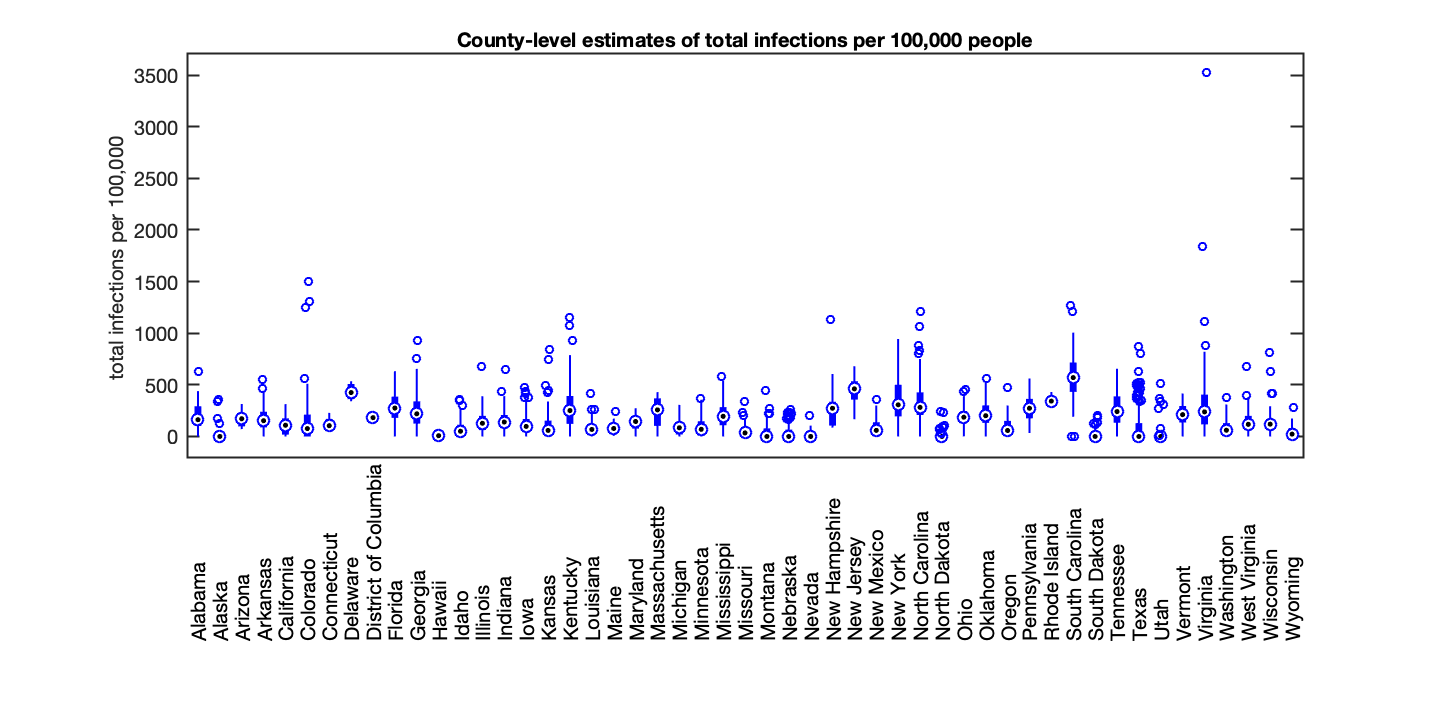 County-level estimates of total infections per 100,000 people
total infections per 100,000
3500
3000
2500
2000
1500
1000
500
0
Alabama
Alaska
Arizona
Arkansas
California
Colorado
Connecticut
Delaware
District of Columbia
Florida
Georgia
Hawaii
Idaho
Illinois
Indiana
Iowa
Kansas
Kentucky
Louisiana
Maine
Maryland
Massachusetts
Michigan
Minnesota
Mississippi
Missouri
Montana
Nebraska
Nevada
New Hampshire
New Jersey
New Mexico
New York
North Carolina
North Dakota
Ohio
Oklahoma
Oregon
Pennsylvania
Rhode Island
South Carolina
South Dakota
Tennessee
Texas
Utah
Vermont
Virginia
Washington
West Virginia
Wisconsin
Wyoming